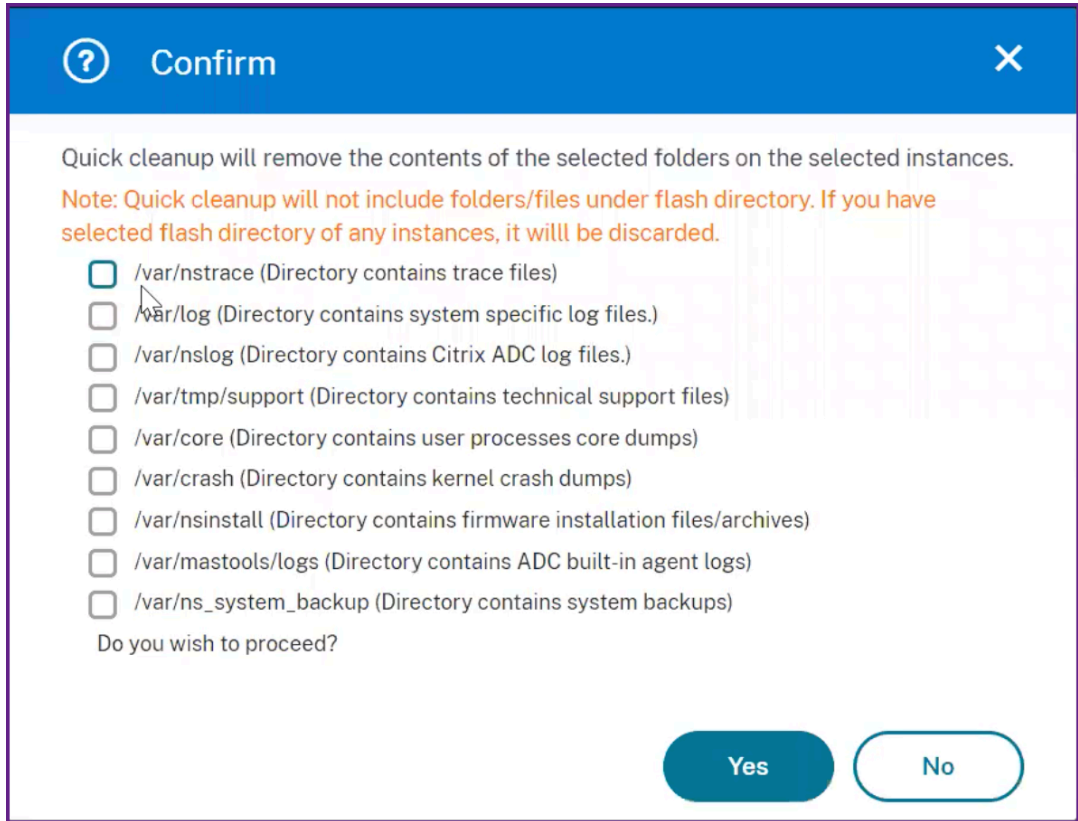 Confirm
Quick cleanup will remove the contents of the selected folders on the selected instances.
Note: Quick cleanup will not include folders/files under flash directory. If you have
selected flash directory of any instances, it willl be discarded.
/var/nstrace (Directory contains trace files)
/var/log (Directory contains system specific log files.)
/var/nslog (Directory contains Citrix ADC log files.)
/var/tmp/support (Directory contains technical support files)
/var/core (Directory contains user processes core dumps)
/var/crash (Directory contains kernel crash dumps)
/var/nsinstall (Directory contains firmware installation files/archives)
/var/mastools/logs (Directory contains ADC built-in agent logs)
/var/ns_system_backup (Directory contains system backups)
Do you wish to proceed?
Yes No